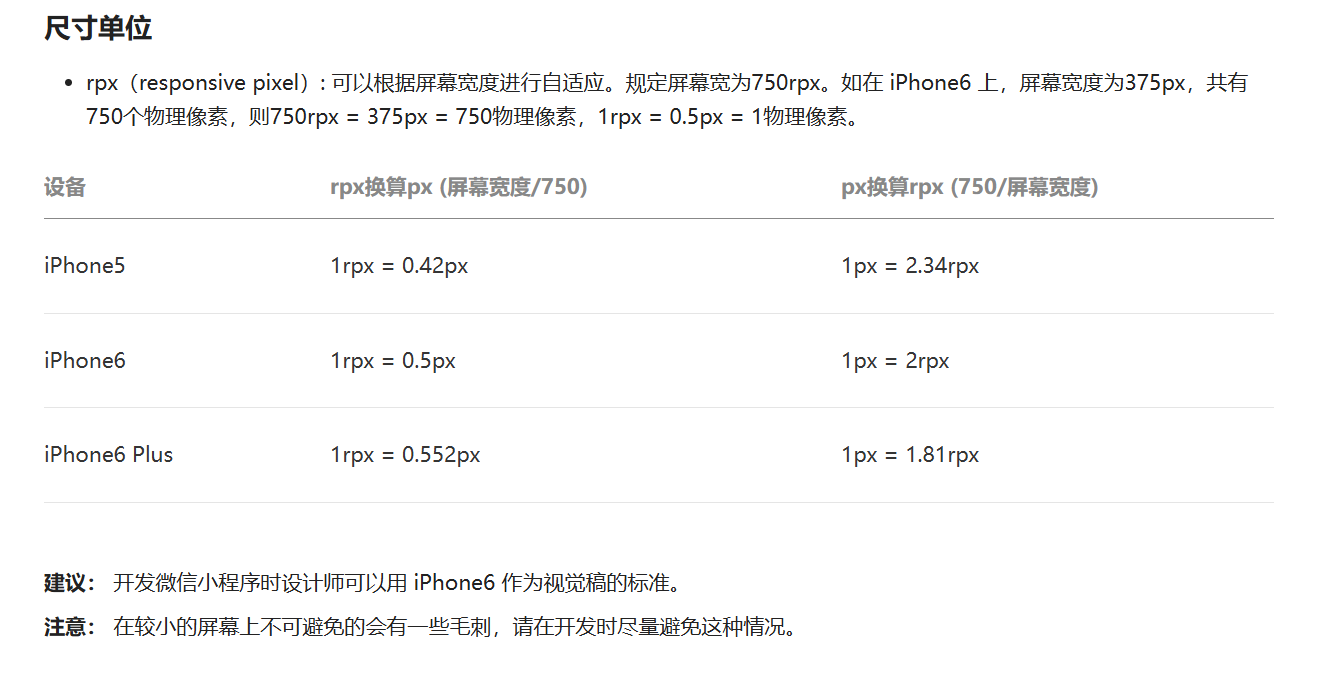 尺寸单位
• rpx（responsive pixel）: 可以根据屏幕宽度进行自适应。规定屏幕宽为750rpx。如在 iPhone6 上，屏幕宽度为375px，共有
750个物理像素，则750rpx = 375px = 750物理像素，1rpx = 0.5px = 1物理像素。
设备 rpx换算px (屏幕宽度/750) px换算rpx (750/屏幕宽度)
iPhone5 1rpx = 0.42px 1px = 2.34rpx
iPhone6 1rpx = 0.5px 1px = 2rpx
iPhone6 Plus 1rpx = 0.552px 1px = 1.81rpx
建议： 开发微信小程序时设计师可以用 iPhone6 作为视觉稿的标准。
注意： 在较小的屏幕上不可避免的会有一些毛刺，请在开发时尽量避免这种情况。